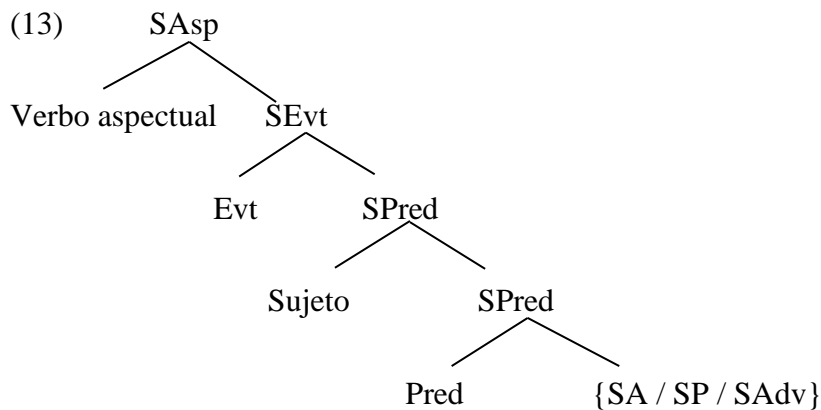 (13) SAsp
Verbo aspectual SEvt
Evt SPred
Sujeto SPred
Pred {SA / SP / SAdv}